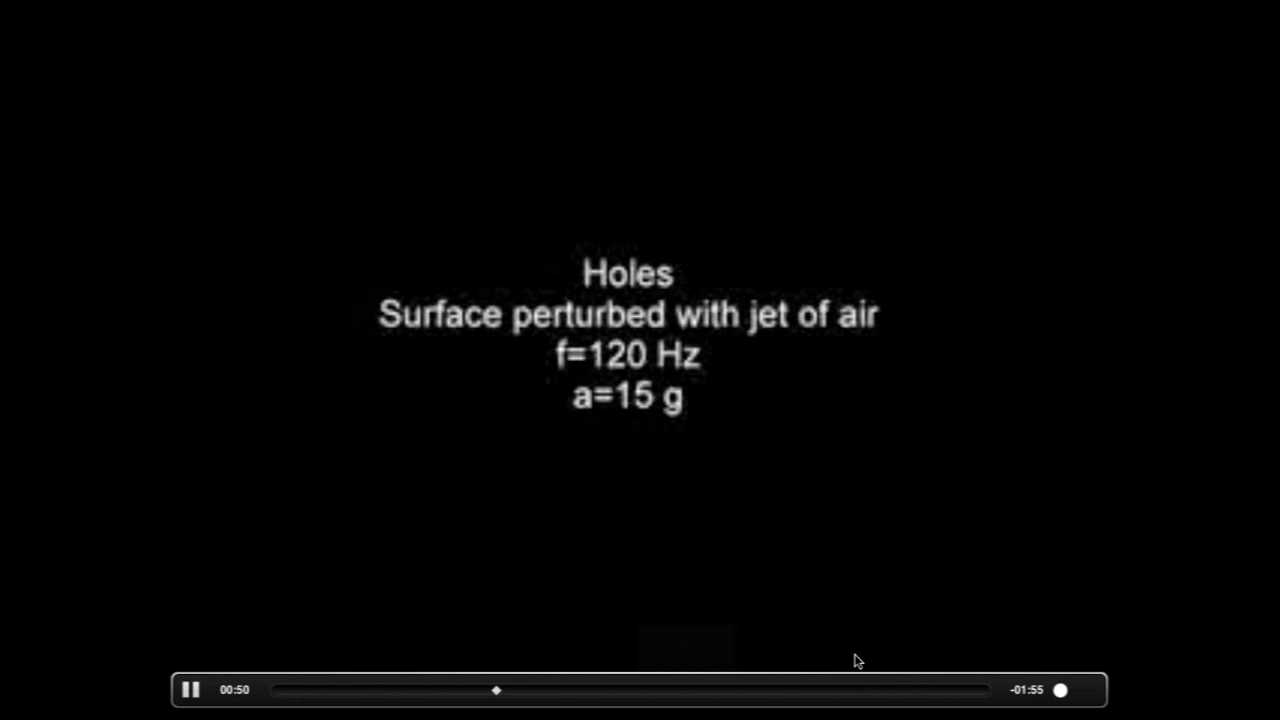 Holes
Surface perturbed with jet of air
f=120 Hz
a=15 g
00:50 -01:55